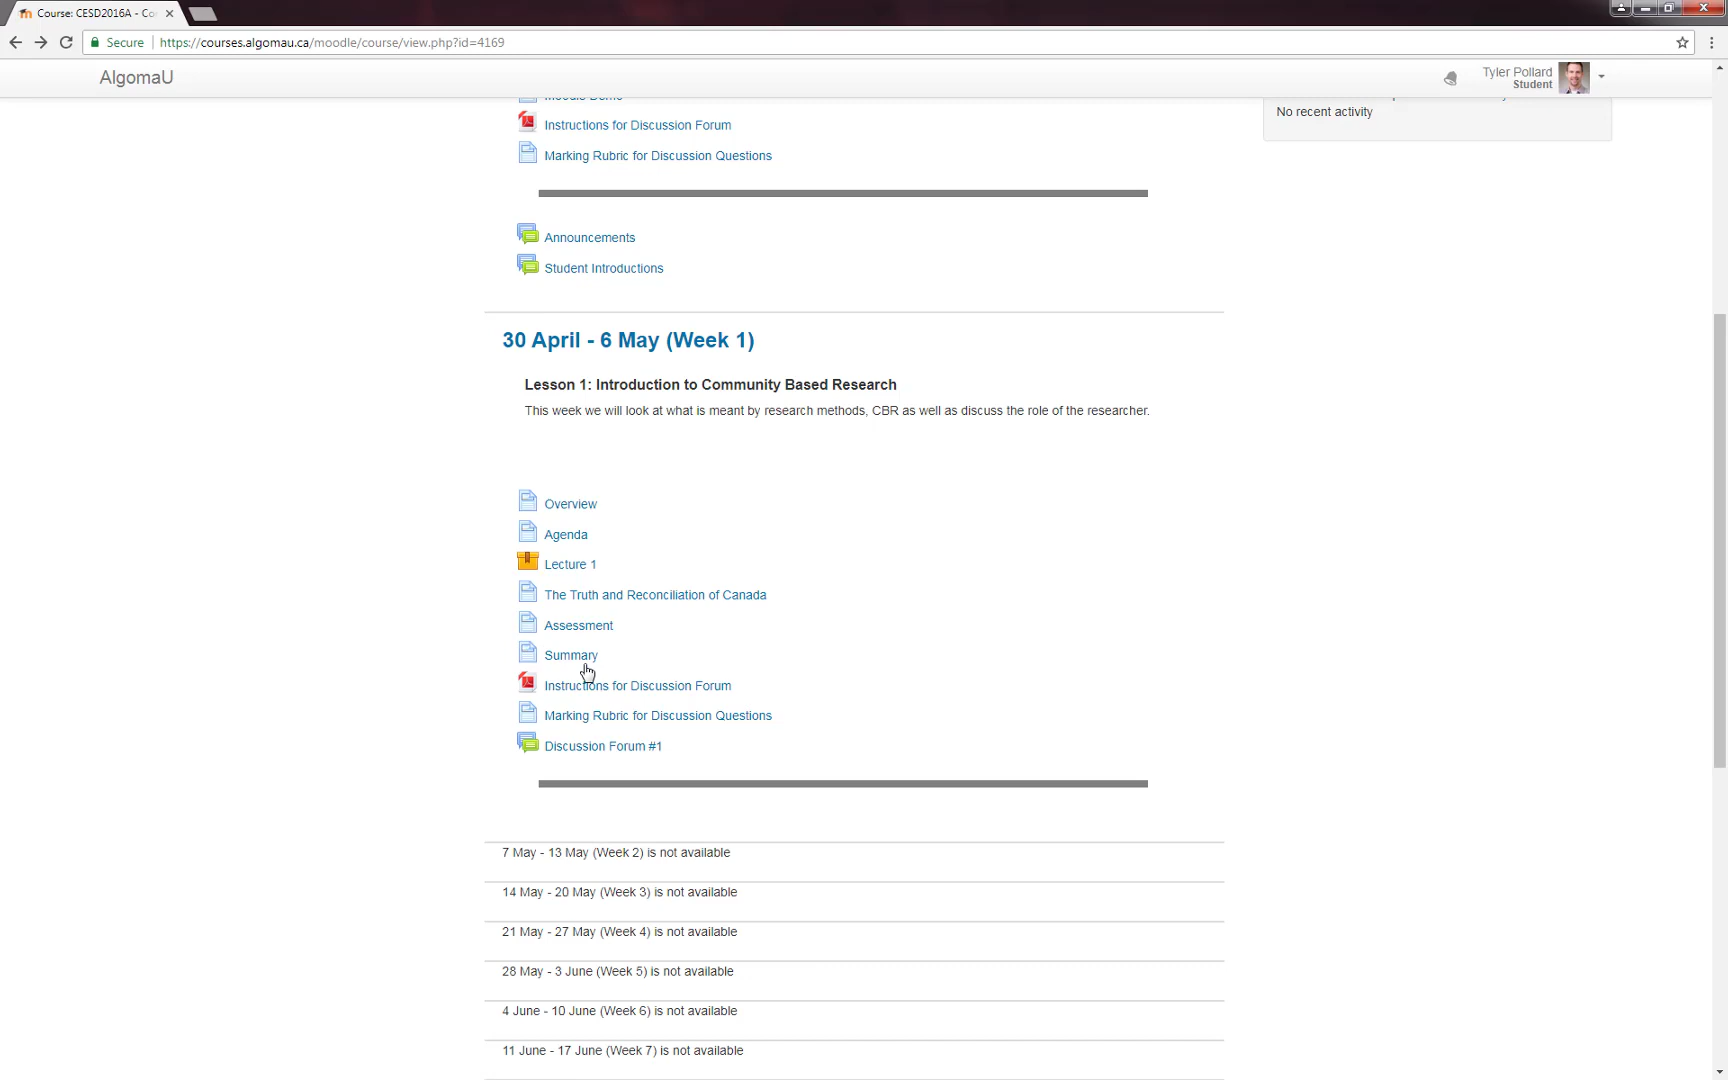 Course: CESD2016A - Co
Secure
https://courses.algomau.ca/moodle/course/view.php?id=4169
AlgomaU
Tyler Pollard
Student
Moodle Demo
Instructions for Discussion Forum
Marking Rubric for Discussion Questions
No recent activity
Announcements
Student Introductions
30 April - 6 May (Week 1)
Lesson 1: Introduction to Community Based Research
This week we will look at what is meant by research methods, CBR as well as discuss the role of the researcher.
Overview
Agenda
Lecture 1
The Truth and Reconciliation of Canada
Assessment
Summary
Instructions for Discussion Forum
Marking Rubric for Discussion Questions
Discussion Forum #1
7 May - 13 May (Week 2) is not available
14 May - 20 May (Week 3) is not available
21 May - 27 May (Week 4) is not available
28 May - 3 June (Week 5) is not available
4 June - 10 June (Week 6) is not available
11 June - 17 June (Week 7) is not available